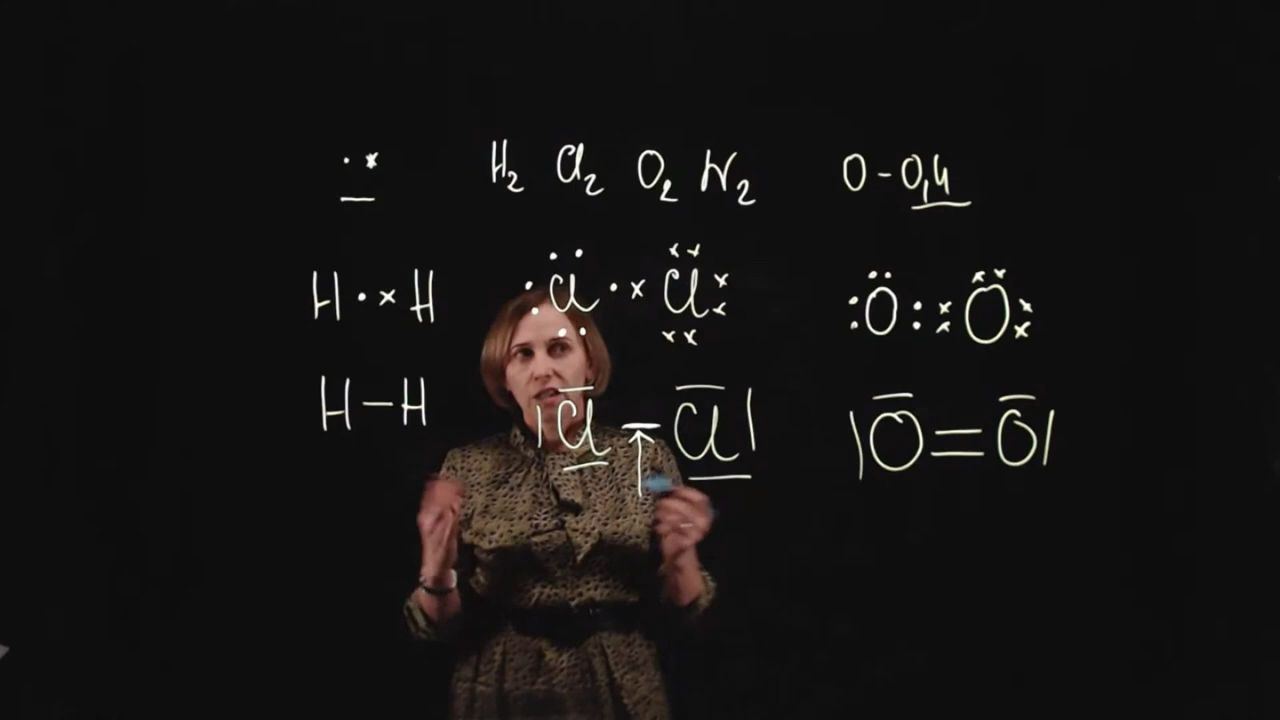 H₂ Cl₂ O₂ N₂ 0-0,4
H · × H Cl · × Cl O : ×× O
H-H |Cl - Cl| |O=O|